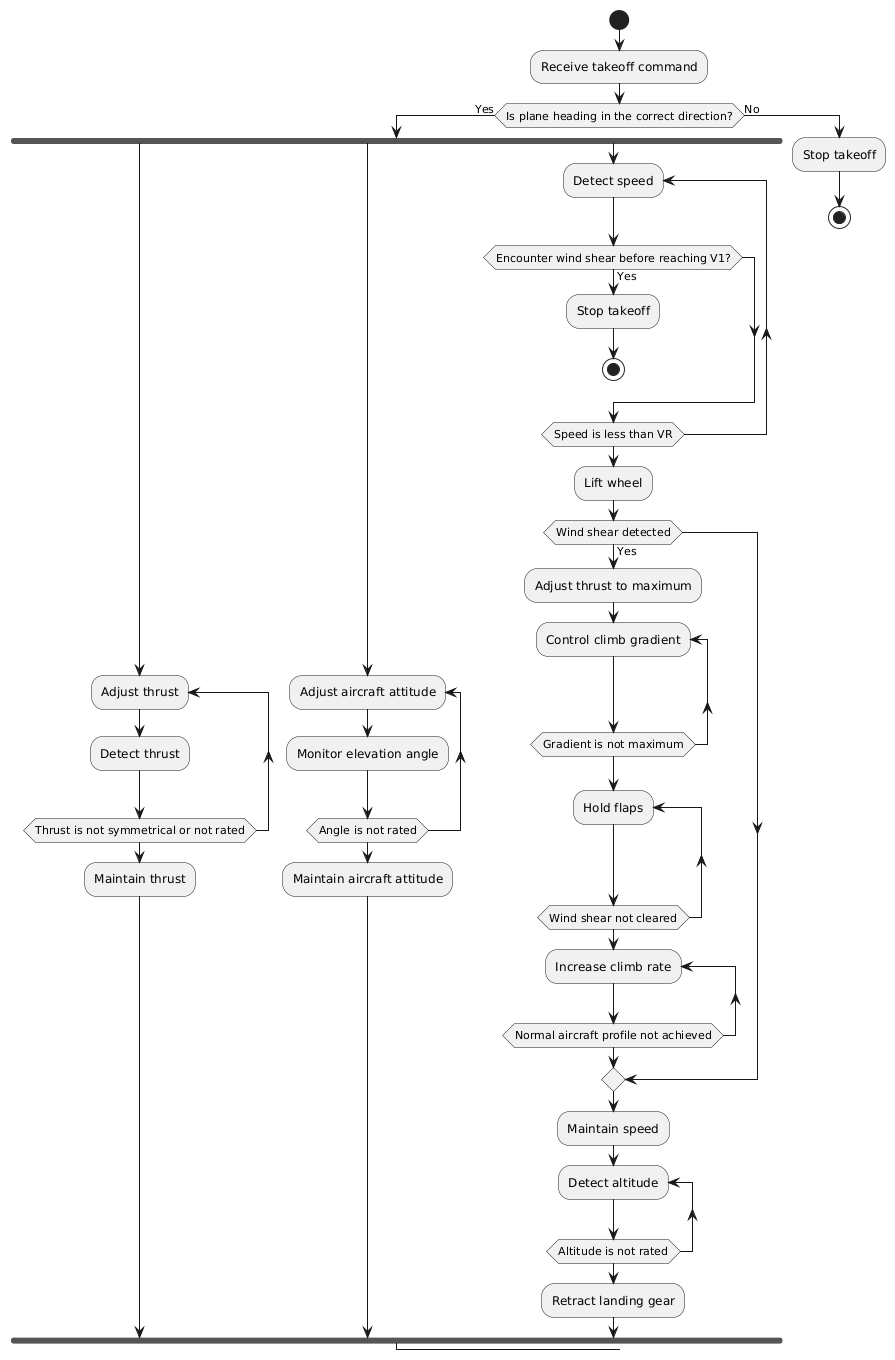 Receive takeoff command
Yes
Is plane heading in the correct direction?
No
Stop takeoff
Detect speed
Encounter wind shear before reaching V1?
Yes
Stop takeoff
Speed is less than VR
Lift wheel
Wind shear detected
Yes
Adjust thrust to maximum
Control climb gradient
Gradient is not maximum
Hold flaps
Wind shear not cleared
Increase climb rate
Normal aircraft profile not achieved
Maintain speed
Detect altitude
Altitude is not rated
Retract landing gear
Adjust thrust
Detect thrust
Thrust is not symmetrical or not rated
Maintain thrust
Adjust aircraft attitude
Monitor elevation angle
Angle is not rated
Maintain aircraft attitude